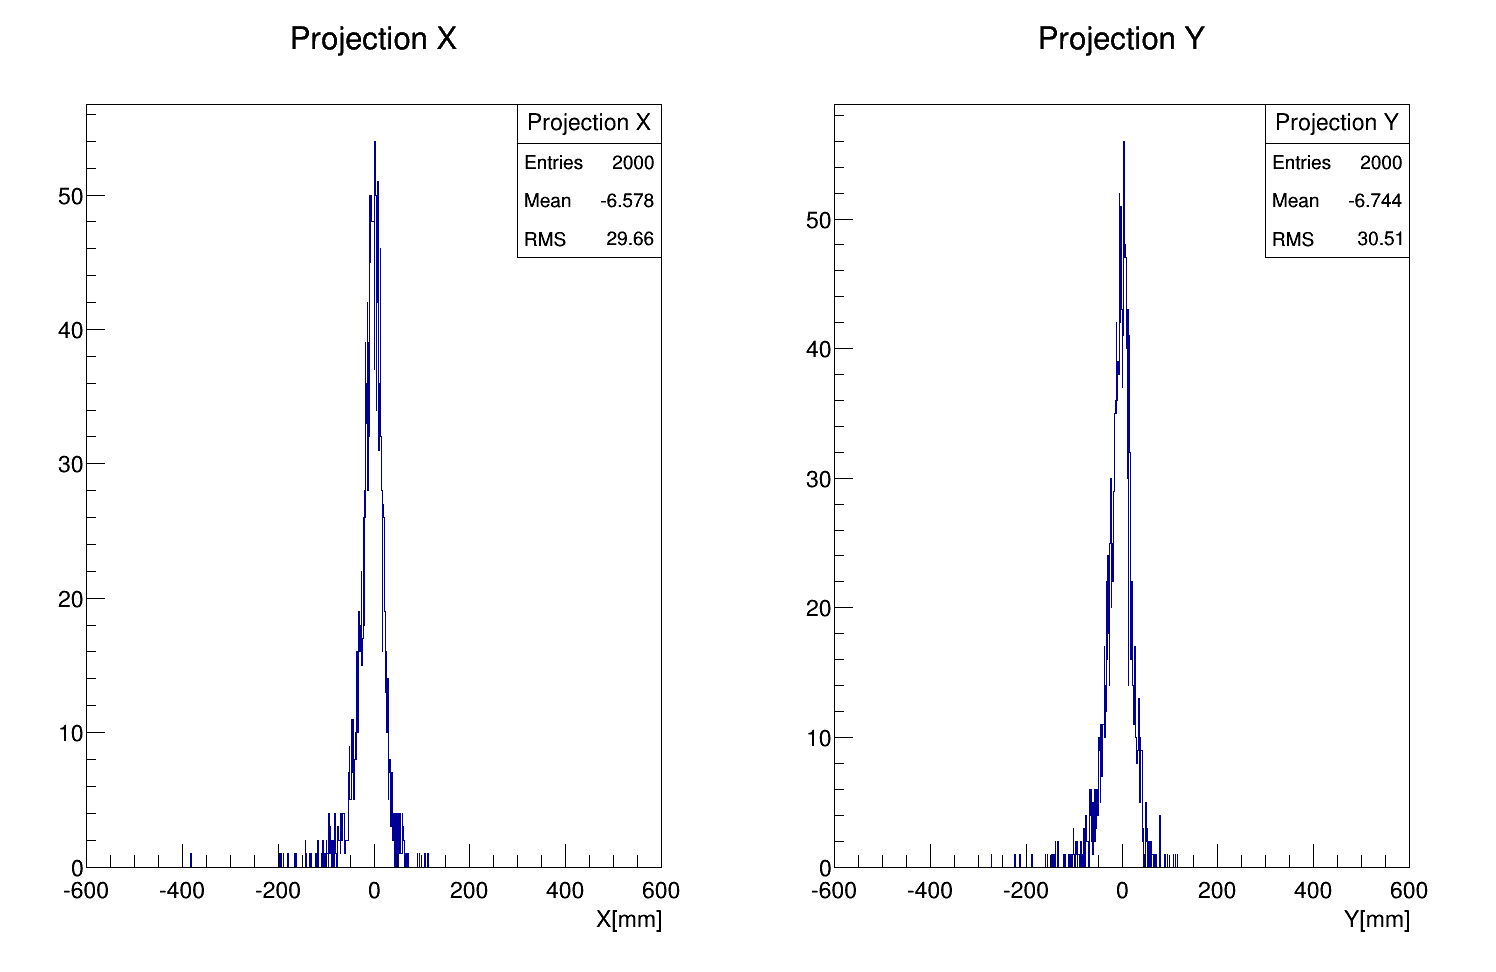 Projection X
Projection X
Entries 2000
Mean -6.578
RMS 29.66
50
40
30
20
10
0
-600 -400 -200 0 200 400 600
X[mm]
Projection Y
Projection Y
Entries 2000
Mean -6.744
RMS 30.51
50
40
30
20
10
0
-600 -400 -200 0 200 400 600
Y[mm]